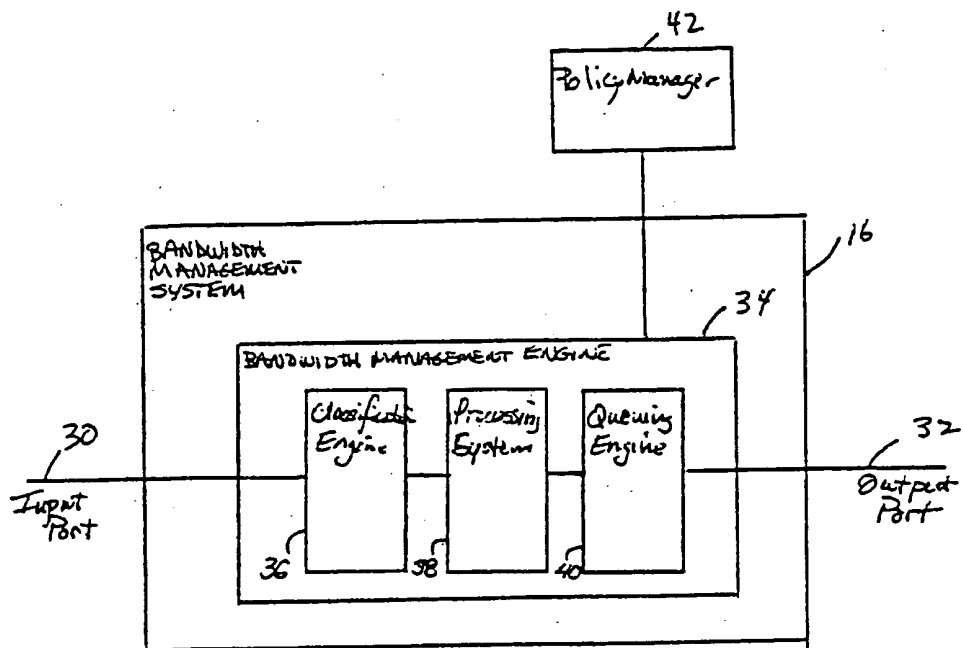 42
Policy Manager
BANDWIDTH
MANAGEMENT
SYSTEM
16
34
BANDWIDTH MANAGEMENT ENGINE
Engine
Processing
System
Queuing
Engine
30
Input
Port
32
Output
Port
36
38
40